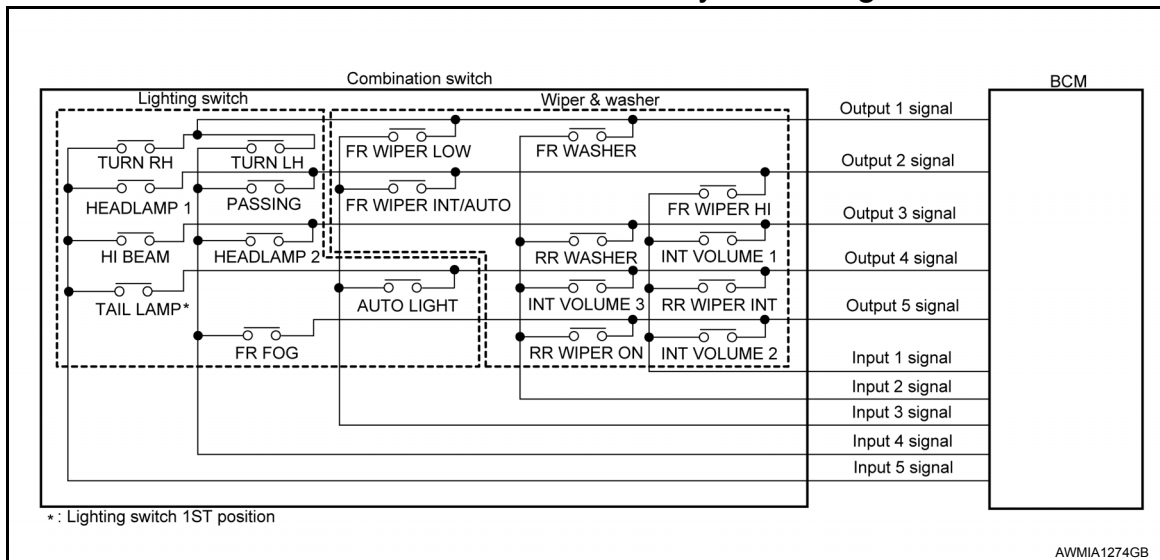 Combination switch
BCM
Lighting switch
Wiper & washer
Output 1 signal
TURN RH
TURN LH
FR WIPER LOW
FR WASHER
Output 2 signal
HEADLAMP 1
PASSING
FR WIPER INT/AUTO
FR WIPER HI
Output 3 signal
HI BEAM
HEADLAMP 2
RR WASHER
INT VOLUME 1
Output 4 signal
TAIL LAMP*
AUTO LIGHT
INT VOLUME 3
RR WIPER INT
Output 5 signal
FR FOG
RR WIPER ON
INT VOLUME 2
Input 1 signal
Input 2 signal
Input 3 signal
Input 4 signal
Input 5 signal
* : Lighting switch 1ST position
AWMIA1274GB